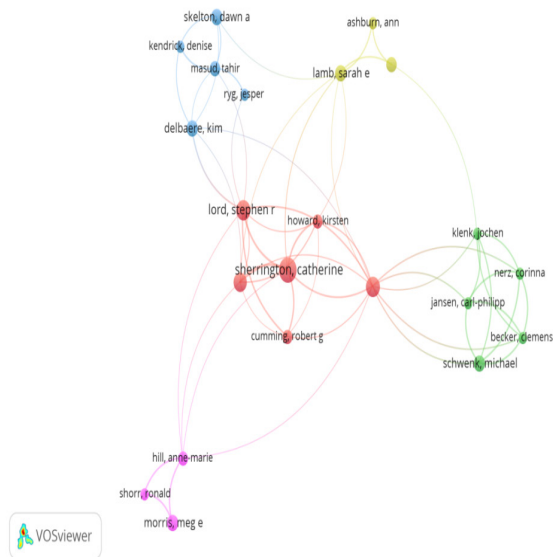 ashburn, ann
skelton, dawn a
kendrick, denise
masud, tahir
lamb, sarah e
ryg, jesper
delbaere, kim
lord, stephen r
howard, kirsten
klenk, jochen
sherrington, catherine
nerz, corinna
jansen, carl-philipp
cumming, robert g
becker, clemens
schwenk, michael
hill, anne-marie
shorr, ronald
morris, meg e
VOSviewer